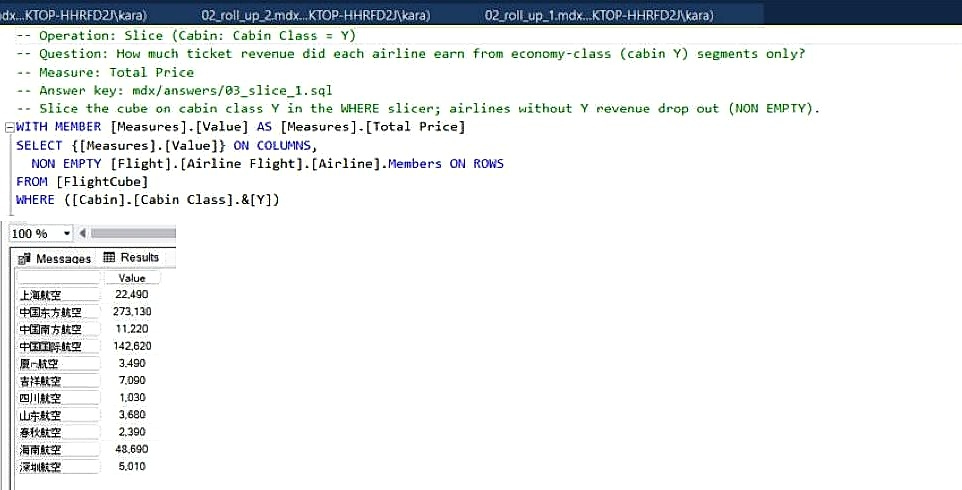 dx...KTOP-HHRFD2J\kara) 02_roll_up_2.mdx...KTOP-HHRFD2J\kara) 02_roll_up_1.mdx...KTOP-HHRFD2J\kara)
-- Operation: Slice (Cabin: Cabin Class = Y)
-- Question: How much ticket revenue did each airline earn from economy-class (cabin Y) segments only?
-- Measure: Total Price
-- Answer key: mdx/answers/03_slice_1.sql
-- Slice the cube on cabin class Y in the WHERE slicer; airlines without Y revenue drop out (NON EMPTY).
WITH MEMBER [Measures].[Value] AS [Measures].[Total Price]
SELECT {[Measures].[Value]} ON COLUMNS,
NON EMPTY [Flight].[Airline Flight].[Airline].Members ON ROWS
FROM [FlightCube]
WHERE ([Cabin].[Cabin Class].&[Y])
100 %
Messages Results
Value
上海航空 22,490
中国东方航空 273,130
中国南方航空 11,220
中国国际航空 142,620
厦门航空 3,490
吉祥航空 7,090
四川航空 1,030
山东航空 3,680
春秋航空 2,390
海南航空 48,690
深圳航空 5,010